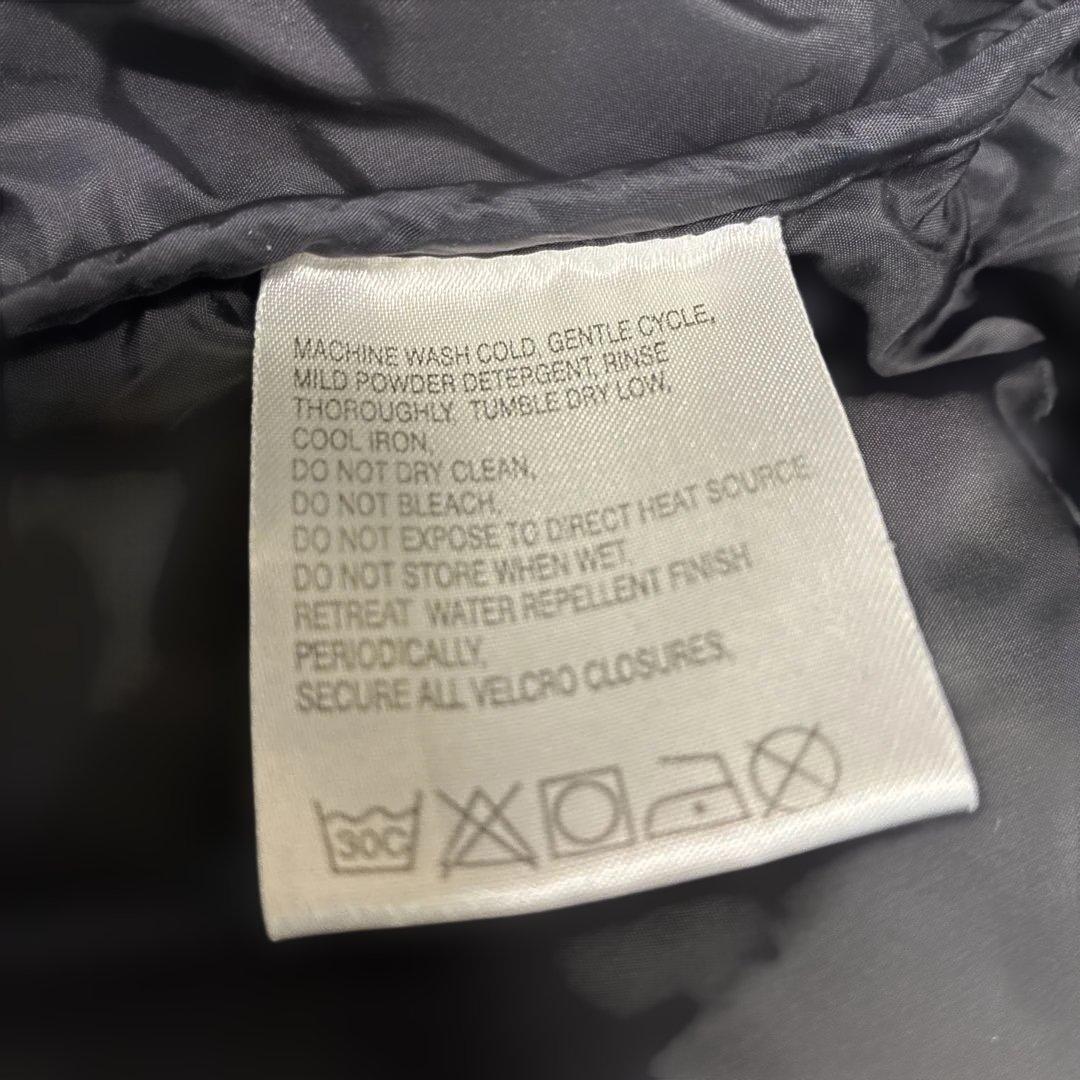 MACHINE WASH COLD, GENTLE CYCLE,
MILD POWDER DETERGENT, RINSE
THOROUGHLY, TUMBLE DRY LOW,
COOL IRON,
DO NOT DRY CLEAN,
DO NOT BLEACH.
DO NOT EXPOSE TO DIRECT HEAT SOURCE
DO NOT STORE WHEN WET.
RETREAT WATER REPELLENT FINISH
PERIODICALLY,
SECURE ALL VELCRO CLOSURES,
30C